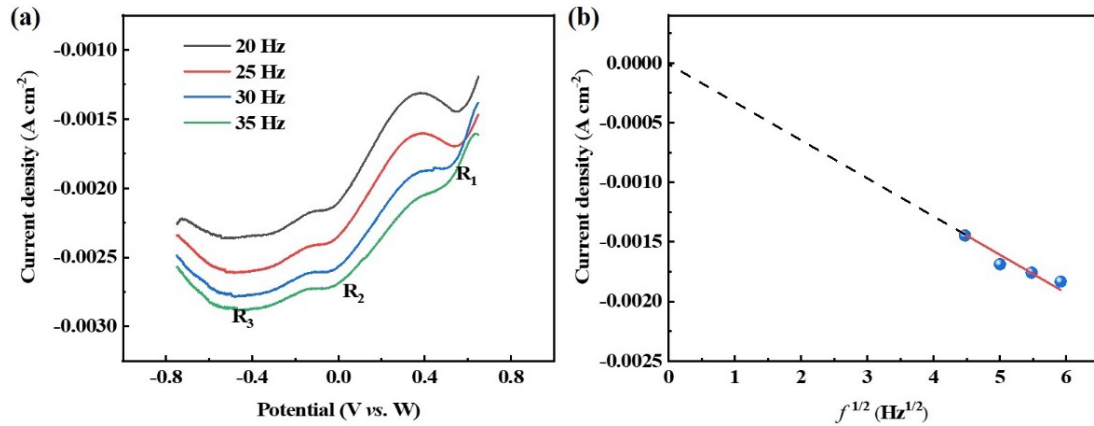 (a)
20 Hz
25 Hz
30 Hz
35 Hz
R1
R2
R3
-0.0010
-0.0015
-0.0020
-0.0025
-0.0030
Current density (A cm-2)
-0.8 -0.4 0.0 0.4 0.8
Potential (V vs. W)
(b)
0.0000
-0.0005
-0.0010
-0.0015
-0.0020
-0.0025
Current density (A cm-2)
0 1 2 3 4 5 6
f 1/2 (Hz1/2)